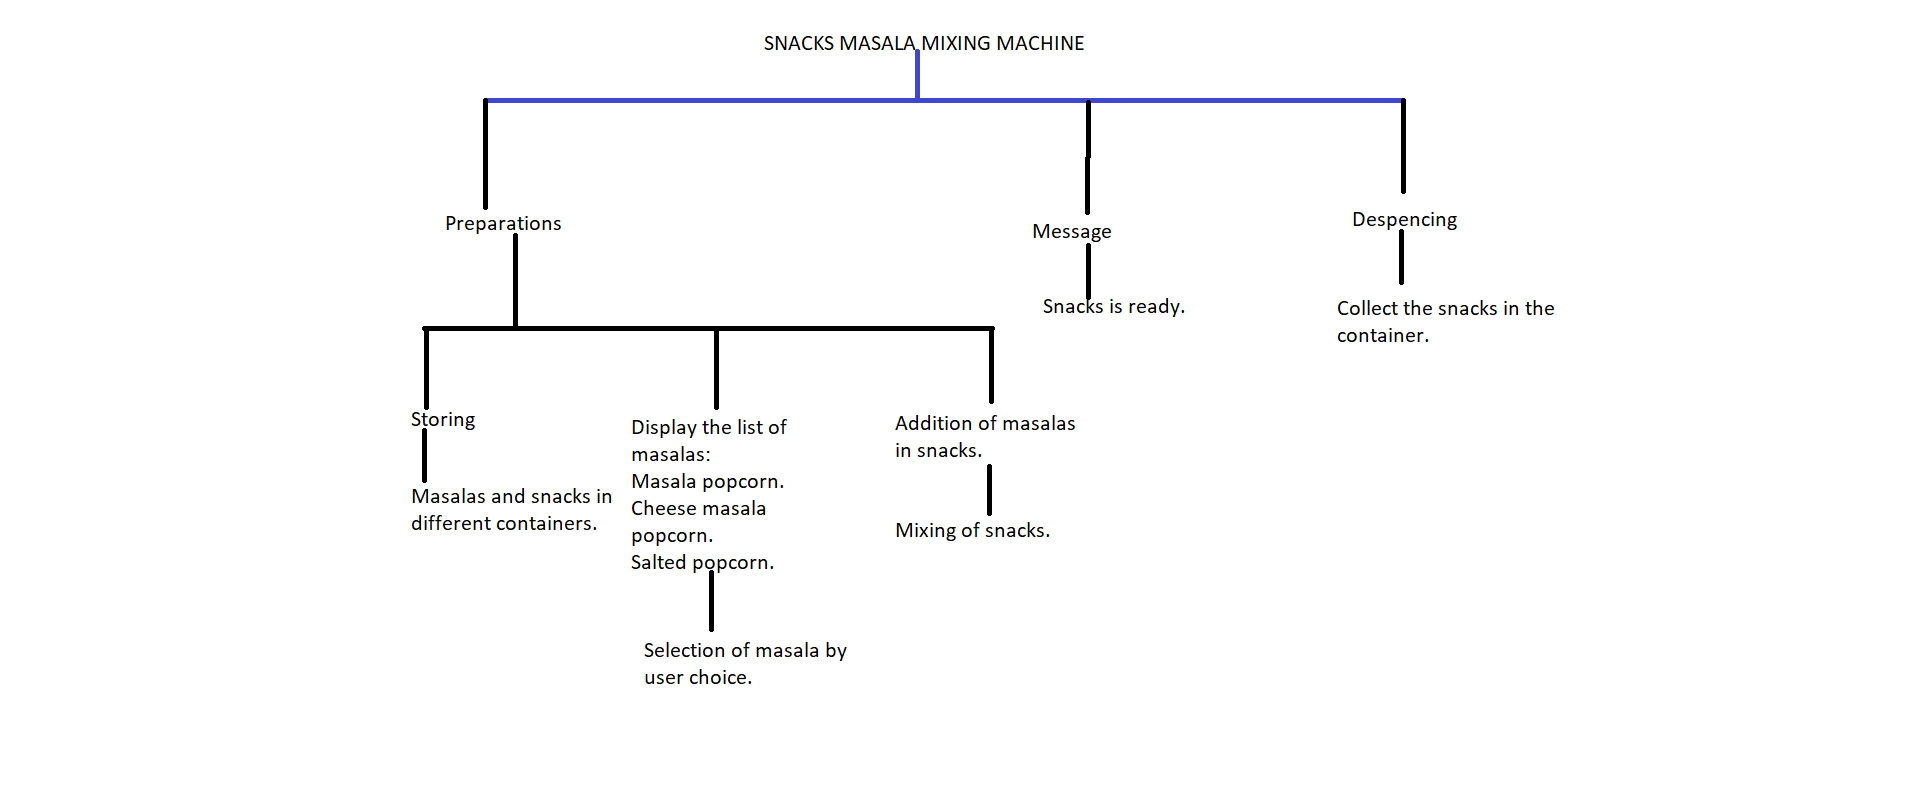 SNACKS MASALA MIXING MACHINE
Preparations
Message
Despencing
Snacks is ready.
Collect the snacks in the
container.
Storing
Masalas and snacks in
different containers.
Display the list of
masalas:
Masala popcorn.
Cheese masala
popcorn.
Salted popcorn.
Selection of masala by
user choice.
Addition of masalas
in snacks.
Mixing of snacks.